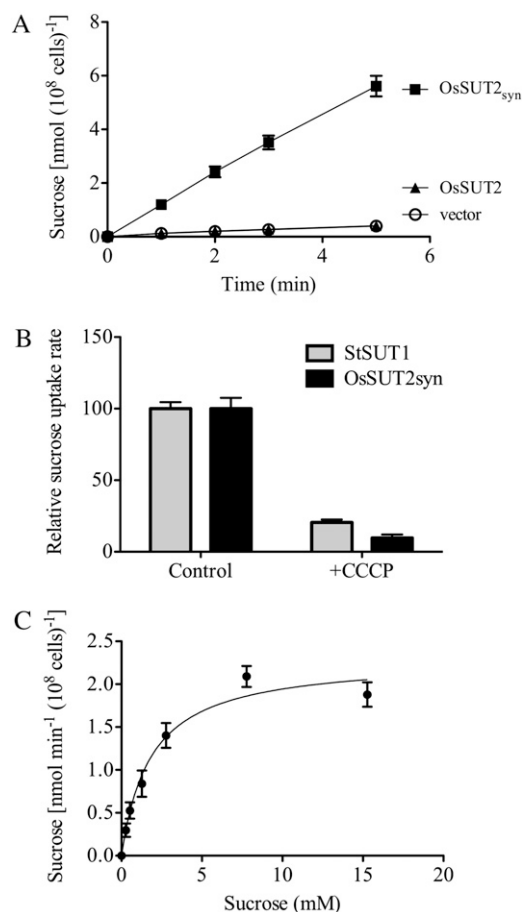 A
Sucrose [nmol (10⁸ cells)⁻¹]
8
6
4
2
0
0 2 4 6
Time (min)
OsSUT2syn
OsSUT2
vector
B
Relative sucrose uptake rate
150
100
50
0
StSUT1
OsSUT2syn
Control +CCCP
C
Sucrose [nmol min⁻¹ (10⁸ cells)⁻¹]
2.5
2.0
1.5
1.0
0.5
0.0
0 5 10 15 20
Sucrose (mM)